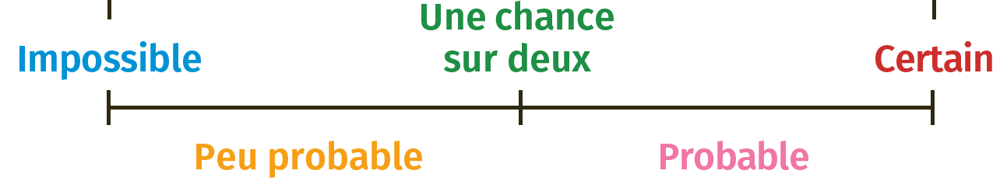 Une chance
sur deux
Impossible
Certain
Peu probable
Probable